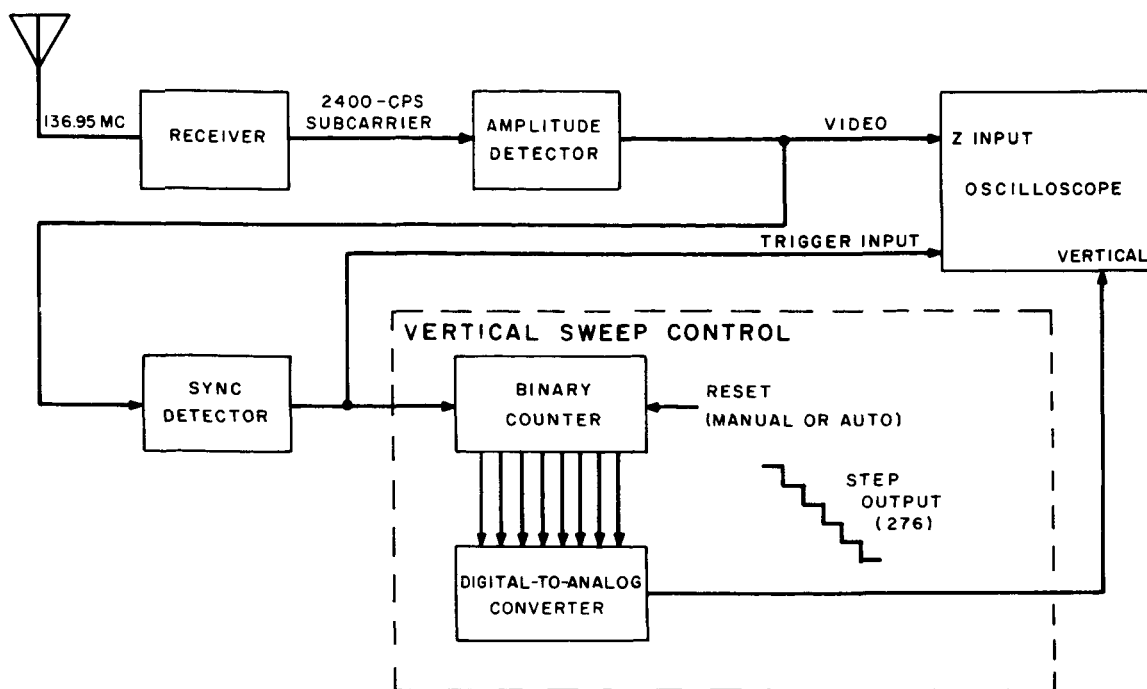 136.95 MC
RECEIVER
2400-CPS
SUBCARRIER
AMPLITUDE
DETECTOR
VIDEO
Z INPUT
OSCILLOSCOPE
VERTICAL
TRIGGER INPUT
VERTICAL SWEEP CONTROL
SYNC
DETECTOR
BINARY
COUNTER
RESET
(MANUAL OR AUTO)
STEP
OUTPUT
(276)
DIGITAL-TO-ANALOG
CONVERTER